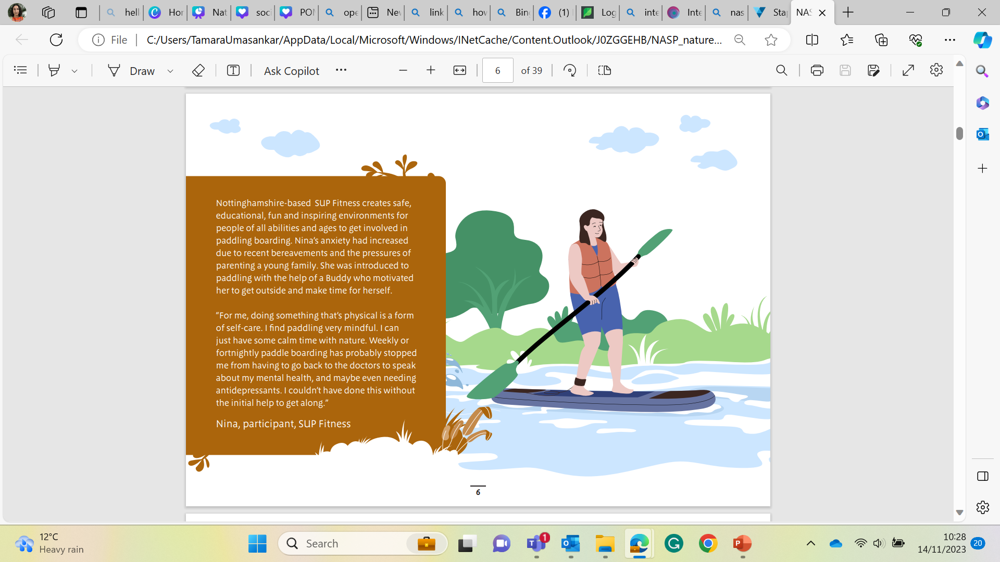 hell
Hor
Nat
soci
POI
ope
Nev
link
how
Bing
(1)
Log
inte
Inte
nas
Stap
NAS
File
C:/Users/TamaraUmasankar/AppData/Local/Microsoft/Windows/INetCache/Content.Outlook/J0ZGGEHB/NASP_nature...
Draw
Ask Copilot
6 of 39
Nottinghamshire-based SUP Fitness creates safe,
educational, fun and inspiring environments for
people of all abilities and ages to get involved in
paddling boarding. Nina's anxiety had increased
due to recent bereavements and the pressures of
parenting a young family. She was introduced to
paddling with the help of a Buddy who motivated
her to get outside and make time for herself.
"For me, doing something that's physical is a form
of self-care. I find paddling very mindful. I can
just have some calm time with nature. Weekly or
fortnightly paddle boarding has probably stopped
me from having to go back to the doctors to speak
about my mental health, and maybe even needing
antidepressants. I couldn't have done this without
the initial help to get along."
Nina, participant, SUP Fitness
6
12°C
Heavy rain
Search
1
10:28
14/11/2023
20